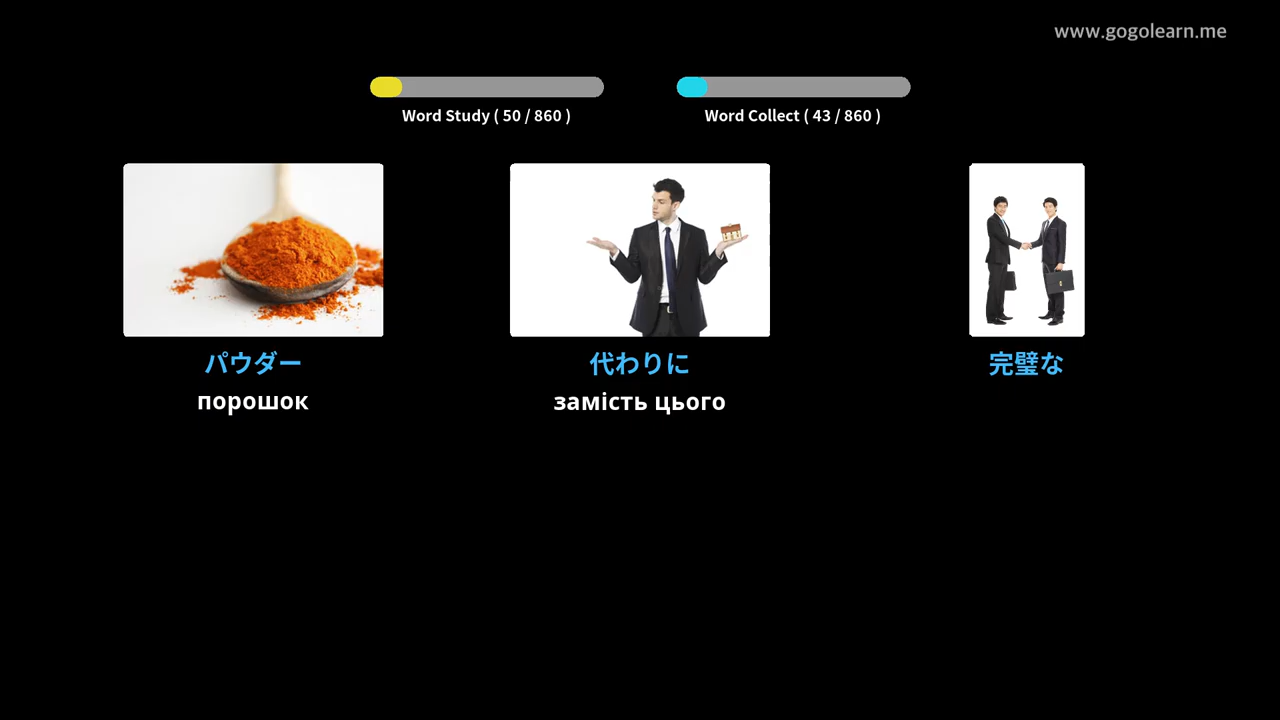 www.gogolearn.me
Word Study ( 50 / 860 )
Word Collect ( 43 / 860 )
パウダー
порошок
代わりに
замість цього
完璧な